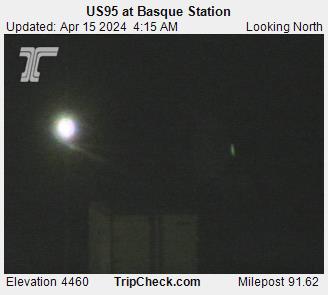 US95 at Basque Station
Updated: Apr 15 2024 4:15 AM Looking North
Elevation 4460 TripCheck.com Milepost 91.62